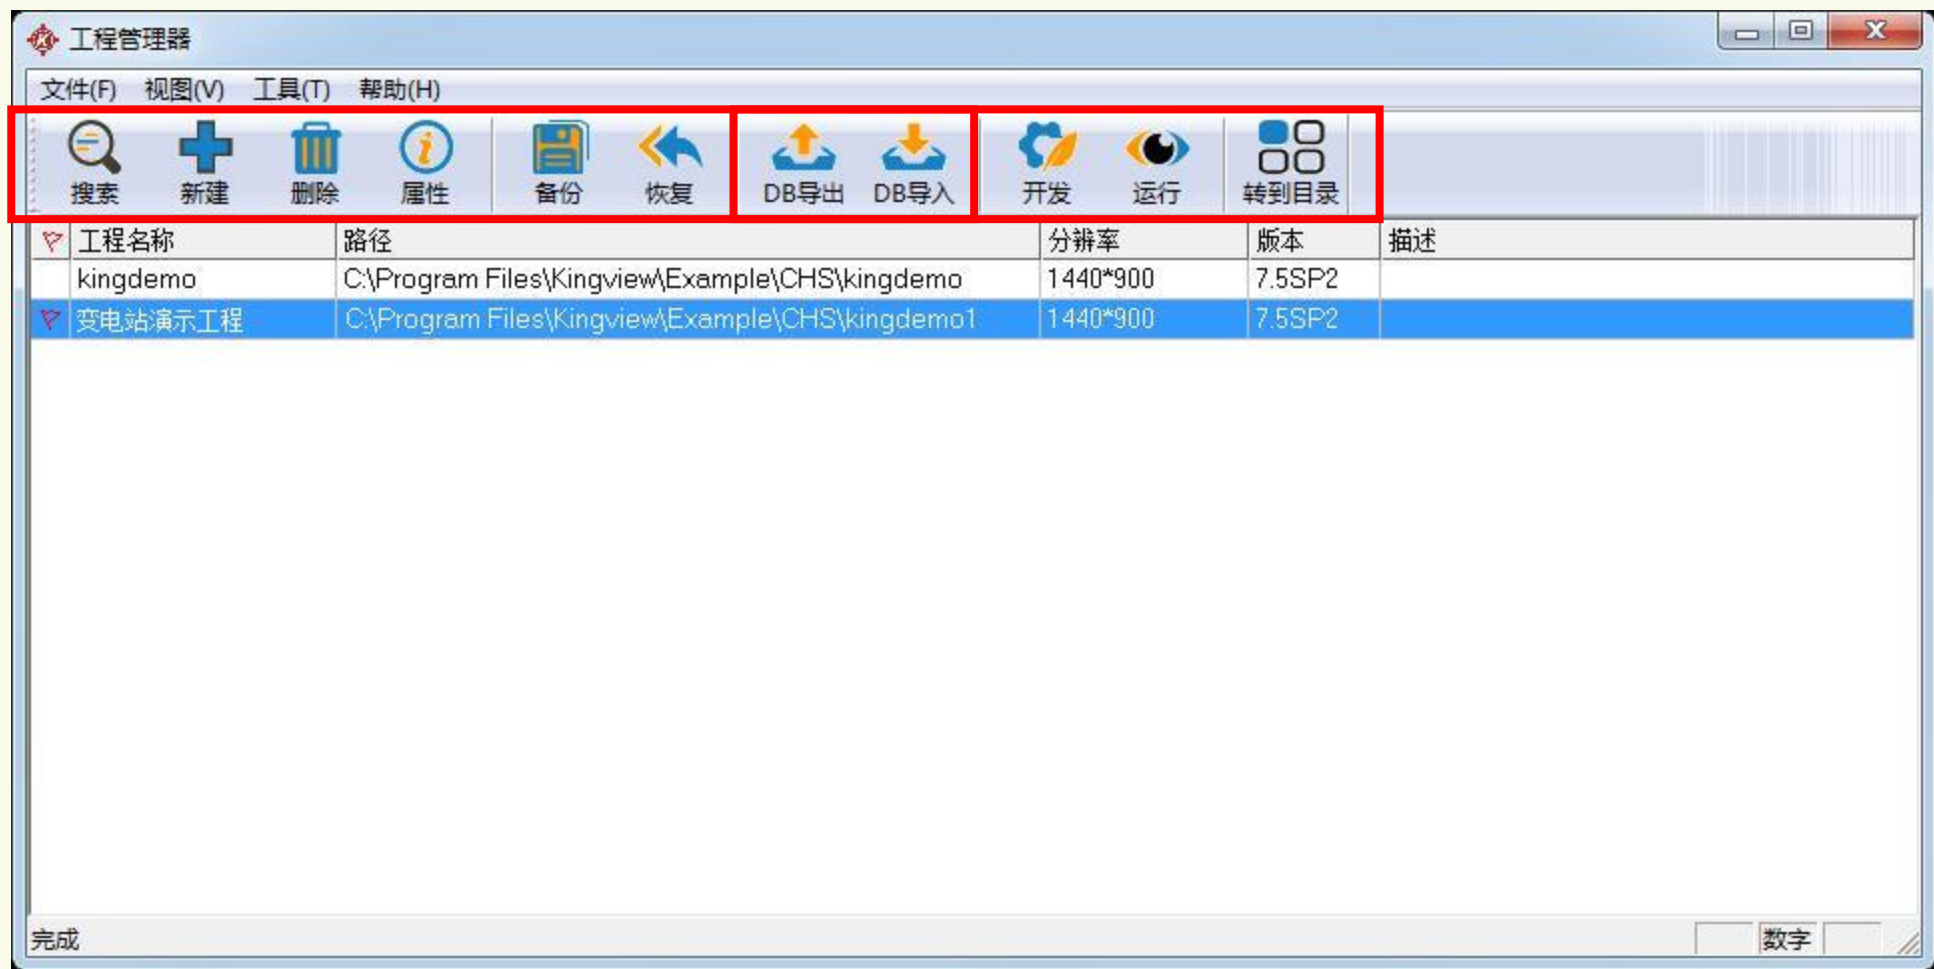 工程管理器
文件(F) 视图(V) 工具(T) 帮助(H)
搜索 新建 删除 属性 备份 恢复 DB导出 DB导入 开发 运行 转到目录
工程名称 路径 分辨率 版本 描述
kingdemo C:\Program Files\Kingview\Example\CHS\kingdemo 1440*900 7.5SP2
变电站演示工程 C:\Program Files\Kingview\Example\CHS\kingdemo1 1440*900 7.5SP2
完成 数字